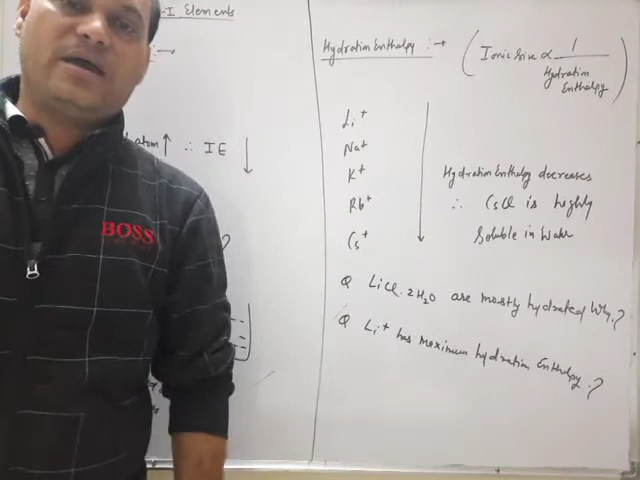 -I Elements
atom ↑ ∴ IE ↓
BOSS
Hydration Enthalpy :→ ( Ionic Size ∝ 1 / Hydration Enthalpy )
Li+
Na+
K+
Rb+
Cs+
Hydration Enthalpy decreases
∴ CsCl is highly
Soluble in Water
Q LiCl.2H2O are mostly hydrated Why.?
Q Li+ has maximum hydration Enthalpy.?